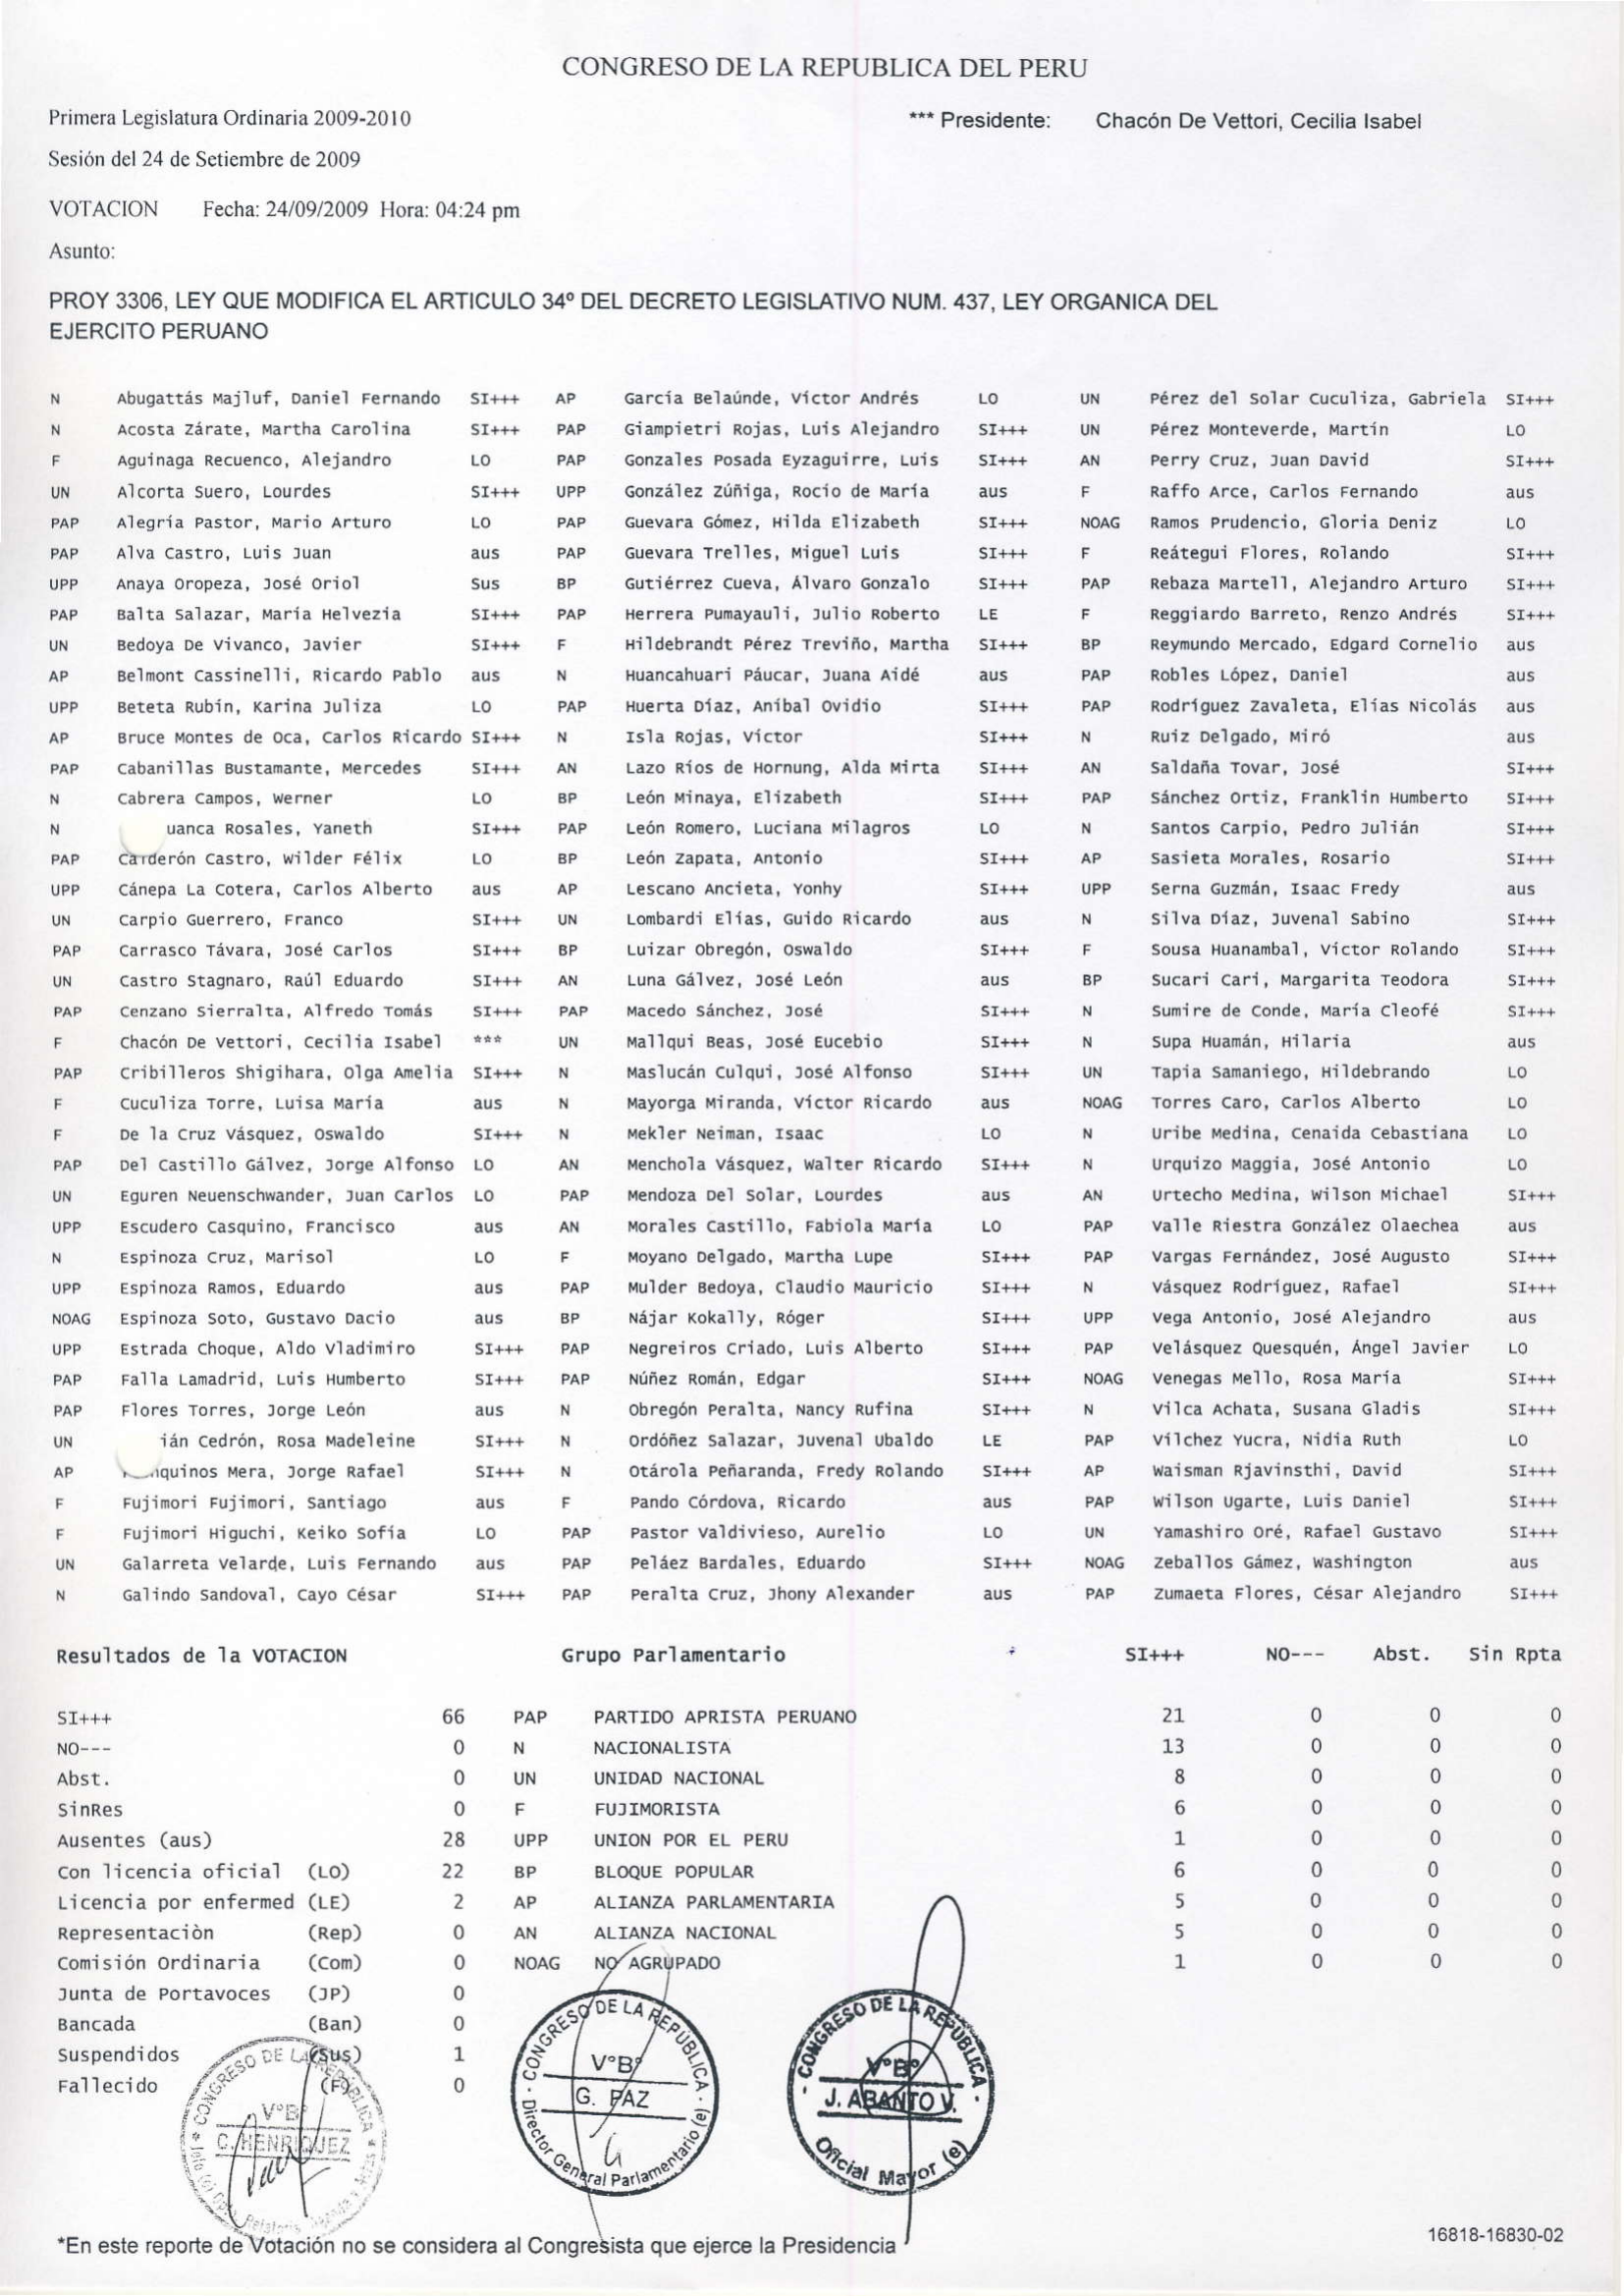 CONGRESO DE LA REPUBLICA DEL PERU
Primera Legislatura Ordinaria 2009-2010 *** Presidente: Chacón De Vettori, Cecilia Isabel
Sesión del 24 de Setiembre de 2009
VOTACION Fecha: 24/09/2009 Hora: 04:24 pm
Asunto:
PROY 3306, LEY QUE MODIFICA EL ARTICULO 34º DEL DECRETO LEGISLATIVO NUM. 437, LEY ORGANICA DEL
EJERCITO PERUANO
N Abugattás Majluf, Daniel Fernando SI+++ AP García Belaúnde, Víctor Andrés LO UN Pérez del Solar Cuculiza, Gabriela SI+++
N Acosta Zárate, Martha Carolina SI+++ PAP Giampietri Rojas, Luis Alejandro SI+++ UN Pérez Monteverde, Martín LO
F Aguinaga Recuenco, Alejandro LO PAP Gonzales Posada Eyzaguirre, Luis SI+++ AN Perry Cruz, Juan David SI+++
UN Alcorta Suero, Lourdes SI+++ UPP González Zúñiga, Rocío de María aus F Raffo Arce, Carlos Fernando aus
PAP Alegría Pastor, Mario Arturo LO PAP Guevara Gómez, Hilda Elizabeth SI+++ NOAG Ramos Prudencio, Gloria Deniz LO
PAP Alva Castro, Luis Juan aus PAP Guevara Trelles, Miguel Luis SI+++ F Reátegui Flores, Rolando SI+++
UPP Anaya Oropeza, José Oriol Sus BP Gutiérrez Cueva, Álvaro Gonzalo SI+++ PAP Rebaza Martell, Alejandro Arturo SI+++
PAP Balta Salazar, María Helvezia SI+++ PAP Herrera Pumayauli, Julio Roberto LE F Reggiardo Barreto, Renzo Andrés SI+++
UN Bedoya De Vivanco, Javier SI+++ F Hildebrandt Pérez Treviño, Martha SI+++ BP Reymundo Mercado, Edgard Cornelio aus
AP Belmont Cassinelli, Ricardo Pablo aus N Huancahuari Páucar, Juana Aidé aus PAP Robles López, Daniel aus
UPP Beteta Rubín, Karina Juliza LO PAP Huerta Díaz, Aníbal Ovidio SI+++ PAP Rodríguez Zavaleta, Elías Nicolás aus
AP Bruce Montes de Oca, Carlos Ricardo SI+++ N Isla Rojas, Víctor SI+++ N Ruiz Delgado, Miró aus
PAP Cabanillas Bustamante, Mercedes SI+++ AN Lazo Ríos de Hornung, Alda Mirta SI+++ AN Saldaña Tovar, José SI+++
N Cabrera Campos, Werner LO BP León Minaya, Elizabeth SI+++ PAP Sánchez Ortiz, Franklin Humberto SI+++
N uanca Rosales, Yaneth SI+++ PAP León Romero, Luciana Milagros LO N Santos Carpio, Pedro Julián SI+++
PAP Calderón Castro, Wilder Félix LO BP León Zapata, Antonio SI+++ AP Sasieta Morales, Rosario SI+++
UPP Cánepa La Cotera, Carlos Alberto aus AP Lescano Ancieta, Yonhy SI+++ UPP Serna Guzmán, Isaac Fredy aus
UN Carpio Guerrero, Franco SI+++ UN Lombardi Elías, Guido Ricardo aus N Silva Díaz, Juvenal Sabino SI+++
PAP Carrasco Távara, José Carlos SI+++ BP Luizar Obregón, Oswaldo SI+++ F Sousa Huanambal, Víctor Rolando SI+++
UN Castro Stagnaro, Raúl Eduardo SI+++ AN Luna Gálvez, José León aus BP Sucari Cari, Margarita Teodora SI+++
PAP Cenzano Sierralta, Alfredo Tomás SI+++ PAP Macedo Sánchez, José SI+++ N Sumire de Conde, María Cleofé SI+++
F Chacón De Vettori, Cecilia Isabel *** UN Mallqui Beas, José Eucebio SI+++ N Supa Huamán, Hilaria aus
PAP Cribilleros Shigihara, Olga Amelia SI+++ N Maslucán Culqui, José Alfonso SI+++ UN Tapia Samaniego, Hildebrando LO
F Cuculiza Torre, Luisa María aus N Mayorga Miranda, Víctor Ricardo aus NOAG Torres Caro, Carlos Alberto LO
F De la Cruz Vásquez, Oswaldo SI+++ N Mekler Neiman, Isaac LO N Uribe Medina, Cenaida Cebastiana LO
PAP Del Castillo Gálvez, Jorge Alfonso LO AN Menchola Vásquez, Walter Ricardo SI+++ N Urquizo Maggia, José Antonio LO
UN Eguren Neuenschwander, Juan Carlos LO PAP Mendoza Del Solar, Lourdes aus AN Urtecho Medina, Wilson Michael SI+++
UPP Escudero Casquino, Francisco aus AN Morales Castillo, Fabiola María LO PAP Valle Riestra González Olaechea aus
N Espinoza Cruz, Marisol LO F Moyano Delgado, Martha Lupe SI+++ PAP Vargas Fernández, José Augusto SI+++
UPP Espinoza Ramos, Eduardo aus PAP Mulder Bedoya, Claudio Mauricio SI+++ N Vásquez Rodríguez, Rafael SI+++
NOAG Espinoza Soto, Gustavo Dacio aus BP Nájar Kokally, Róger SI+++ UPP Vega Antonio, José Alejandro aus
UPP Estrada Choque, Aldo Vladimiro SI+++ PAP Negreiros Criado, Luis Alberto SI+++ PAP Velásquez Quesquén, Ángel Javier LO
PAP Falla Lamadrid, Luis Humberto SI+++ PAP Núñez Román, Edgar SI+++ NOAG Venegas Mello, Rosa María SI+++
PAP Flores Torres, Jorge León aus N Obregón Peralta, Nancy Rufina SI+++ N Vilca Achata, Susana Gladis SI+++
UN ián Cedrón, Rosa Madeleine SI+++ N Ordóñez Salazar, Juvenal Ubaldo LE PAP Vilchez Yucra, Nidia Ruth LO
AP quinos Mera, Jorge Rafael SI+++ N Otárola Peñaranda, Fredy Rolando SI+++ AP Waisman Rjavinsthi, David SI+++
F Fujimori Fujimori, Santiago aus F Pando Córdova, Ricardo aus PAP Wilson Ugarte, Luis Daniel SI+++
F Fujimori Higuchi, Keiko Sofía LO PAP Pastor Valdivieso, Aurelio LO UN Yamashiro Oré, Rafael Gustavo SI+++
UN Galarreta Velarde, Luis Fernando aus PAP Peláez Bardales, Eduardo SI+++ NOAG Zeballos Gámez, Washington aus
N Galindo Sandoval, Cayo César SI+++ PAP Peralta Cruz, Jhony Alexander aus PAP Zumaeta Flores, César Alejandro SI+++
Resultados de la VOTACION Grupo Parlamentario SI+++ NO--- Abst. Sin Rpta
SI+++ 66 PAP PARTIDO APRISTA PERUANO 21 0 0 0
NO--- 0 N NACIONALISTA 13 0 0 0
Abst. 0 UN UNIDAD NACIONAL 8 0 0 0
SinRes 0 F FUJIMORISTA 6 0 0 0
Ausentes (aus) 28 UPP UNION POR EL PERU 1 0 0 0
Con licencia oficial (LO) 22 BP BLOQUE POPULAR 6 0 0 0
Licencia por enfermed (LE) 2 AP ALIANZA PARLAMENTARIA 5 0 0 0
Representaciòn (Rep) 0 AN ALIANZA NACIONAL 5 0 0 0
Comisión Ordinaria (Com) 0 NOAG NO AGRUPADO 1 0 0 0
Junta de Portavoces (JP) 0
Bancada (Ban) 0
Suspendidos (Sus) 1
Fallecido (F) 0
CONGRESO DE LA REPÚBLICA
V°B°
C. HENRIQUEZ
CONGRESO DE LA REPÚBLICA
V°B°
G. PAZ
Director General Parlamentario (e)
CONGRESO DE LA REPÚBLICA
V°B°
J. ABANTO V.
Oficial Mayor (e)
*En este reporte de Votación no se considera al Congresista que ejerce la Presidencia
16818-16830-02